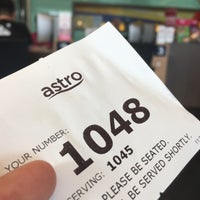 astro
YOUR NUMBER:
1048
SERVING: 1045
PLEASE BE SEATED.
BE SERVED SHORTLY.